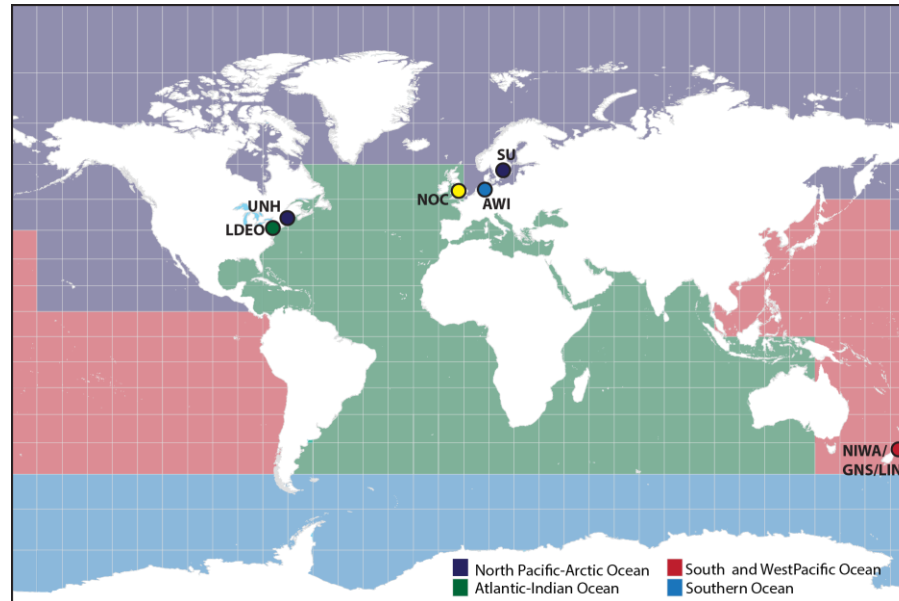 SU
NOC
AWI
UNH
LDEO
NIWA/
GNS/LIN
North Pacific-Arctic Ocean
South and WestPacific Ocean
Atlantic-Indian Ocean
Southern Ocean